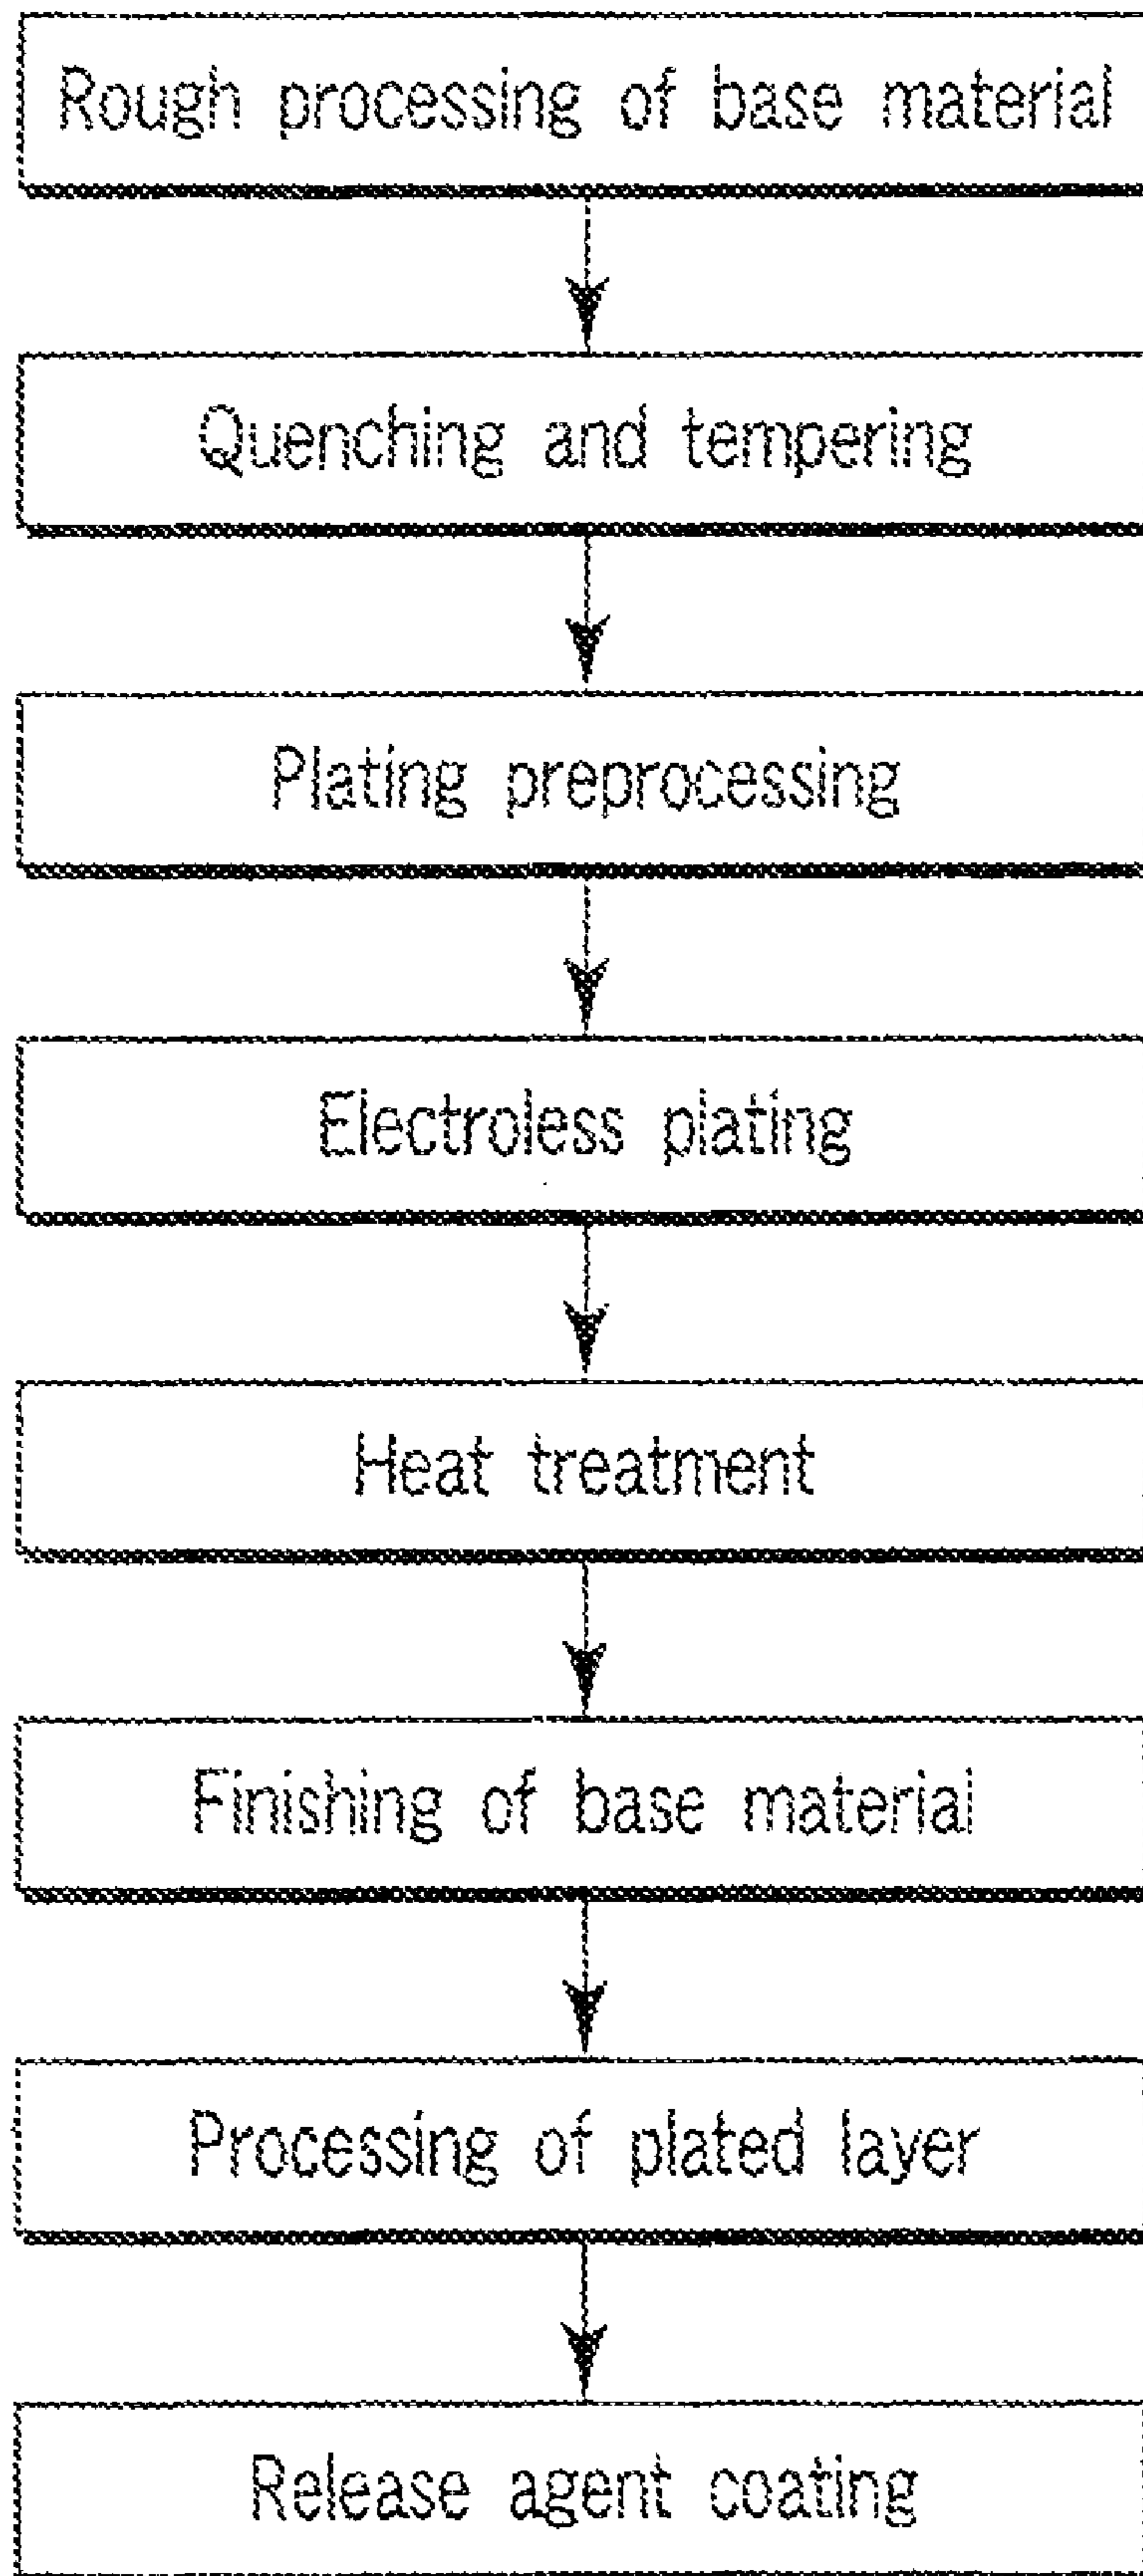 Rough processing of base material
Quenching and tempering
Plating preprocessing
Electroless plating
Heat treatment
Finishing of base material
Processing of plated layer
Release agent coating